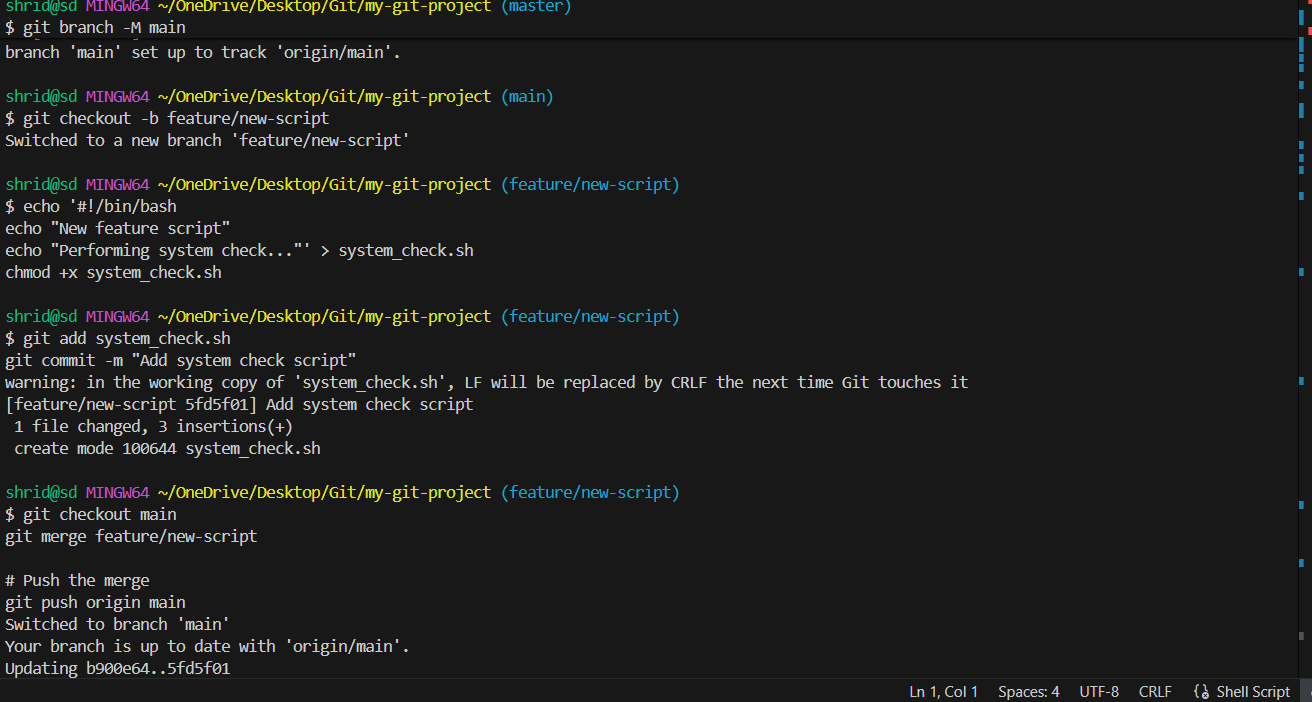 shrid@sd MINGW64 ~/OneDrive/Desktop/Git/my-git-project (master)
$ git branch -M main
branch 'main' set up to track 'origin/main'.
shrid@sd MINGW64 ~/OneDrive/Desktop/Git/my-git-project (main)
$ git checkout -b feature/new-script
Switched to a new branch 'feature/new-script'
shrid@sd MINGW64 ~/OneDrive/Desktop/Git/my-git-project (feature/new-script)
$ echo '#!/bin/bash
echo "New feature script"
echo "Performing system check..."' > system_check.sh
chmod +x system_check.sh
shrid@sd MINGW64 ~/OneDrive/Desktop/Git/my-git-project (feature/new-script)
$ git add system_check.sh
git commit -m "Add system check script"
warning: in the working copy of 'system_check.sh', LF will be replaced by CRLF the next time Git touches it
[feature/new-script 5fd5f01] Add system check script
 1 file changed, 3 insertions(+)
 create mode 100644 system_check.sh
shrid@sd MINGW64 ~/OneDrive/Desktop/Git/my-git-project (feature/new-script)
$ git checkout main
git merge feature/new-script
# Push the merge
git push origin main
Switched to branch 'main'
Your branch is up to date with 'origin/main'.
Updating b900e64..5fd5f01
Ln 1, Col 1 Spaces: 4 UTF-8 CRLF Shell Script